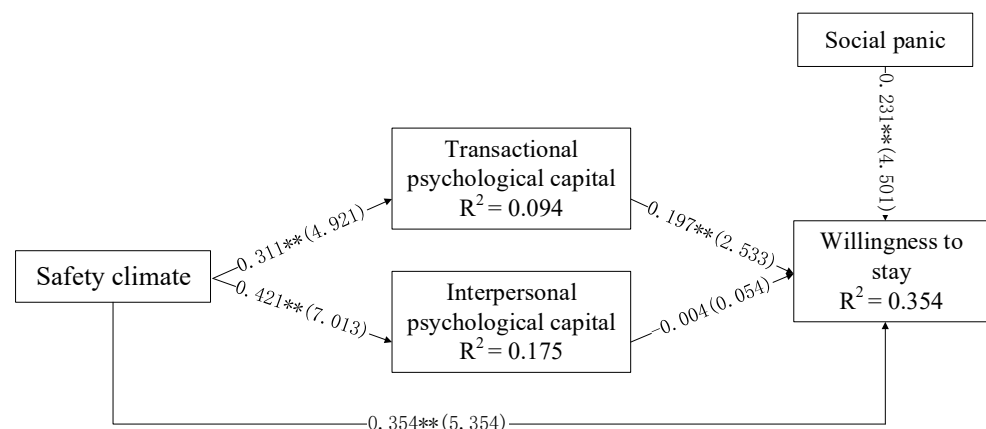 Social panic
0.231**(4.501)
Transactional
psychological capital
R² = 0.094
0.311**(4.921)
0.197**(2.533)
Safety climate
Willingness to
stay
R² = 0.354
0.421**(7.013)
Interpersonal
psychological capital
R² = 0.175
0.004(0.054)
0.354**(5.354)